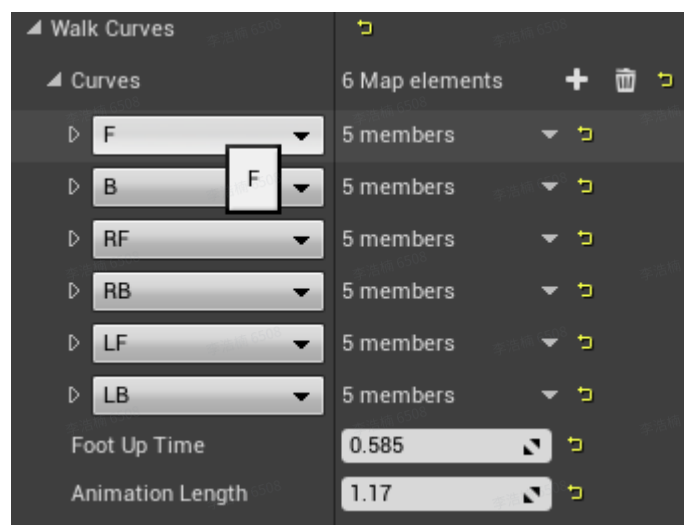 Walk Curves
Curves 6 Map elements
F 5 members
F
B 5 members
RF 5 members
RB 5 members
LF 5 members
LB 5 members
Foot Up Time 0.585
Animation Length 1.17